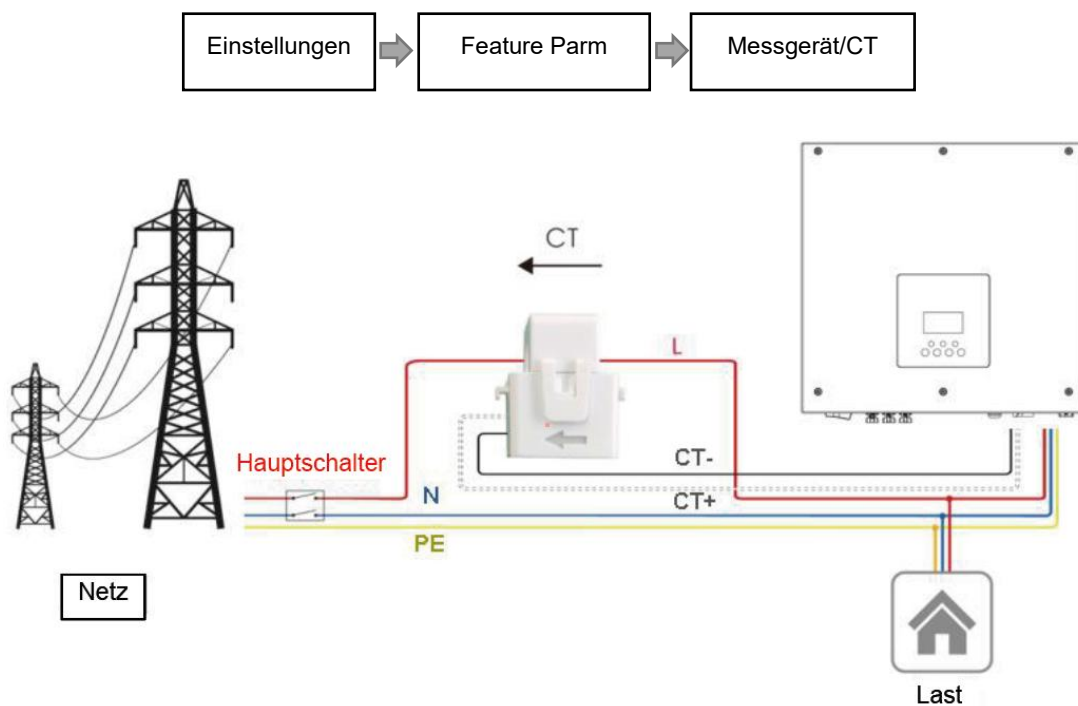 Einstellungen
Feature Parm
Messgerät/CT
CT
L
CT-
Hauptschalter
N
CT+
PE
Netz
Last